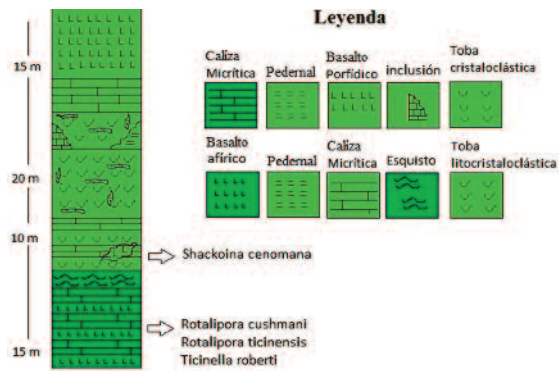 Leyenda
Caliza Micrítica
Pedernal
Basalto Porfídico
inclusión
Toba cristaloclástica
Basalto afírico
Pedernal
Caliza Micrítica
Esquisto
Toba litocristaloclástica
15 m
20 m
10 m
15 m
Shackoina cenomana
Rotalipora cushmani
Rotalipora ticinensis
Ticinella roberti